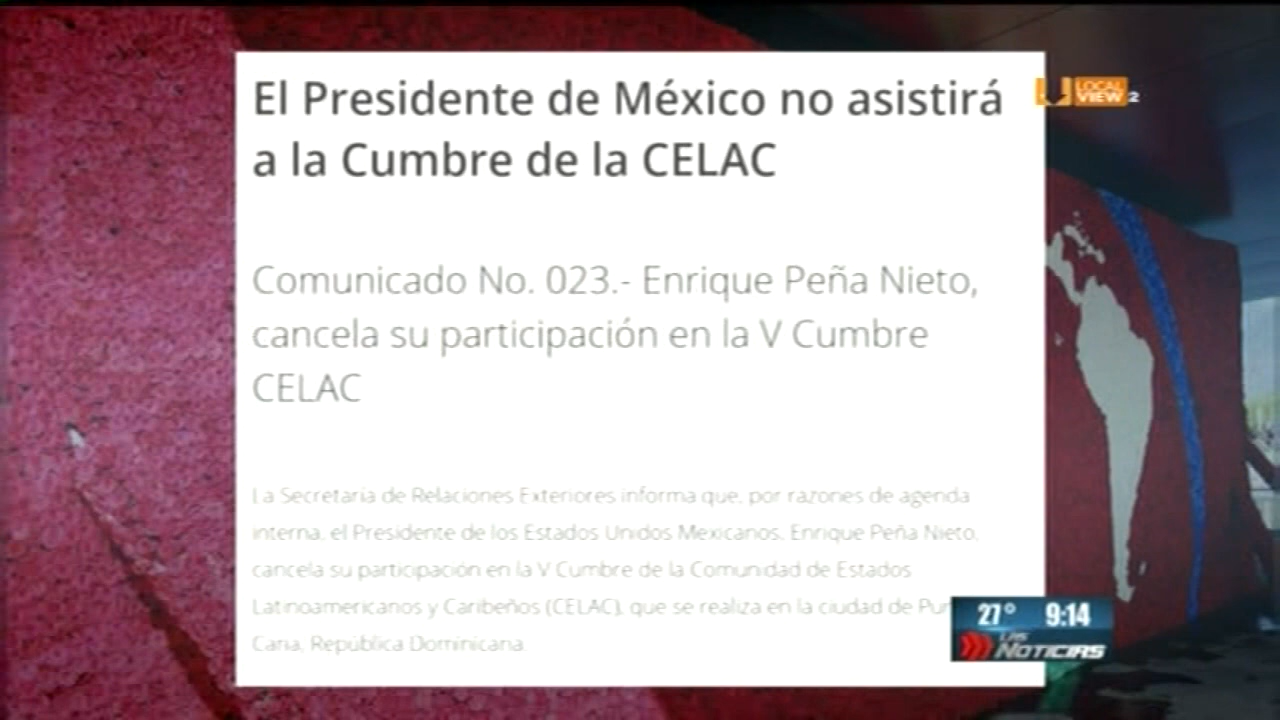 El Presidente de México no asistirá
a la Cumbre de la CELAC
LOCAL
VIEW 2
Comunicado No. 023.- Enrique Peña Nieto,
cancela su participación en la V Cumbre
CELAC
La Secretaría de Relaciones Exteriores informa que, por razones de agenda
interna, el Presidente de los Estados Unidos Mexicanos, Enrique Peña Nieto,
cancela su participación en la V Cumbre de la Comunidad de Estados
Latinoamericanos y Caribeños (CELAC), que se realiza en la ciudad de Pun
Cana, República Dominicana.
27° 9:14
LAS
NOTICIAS